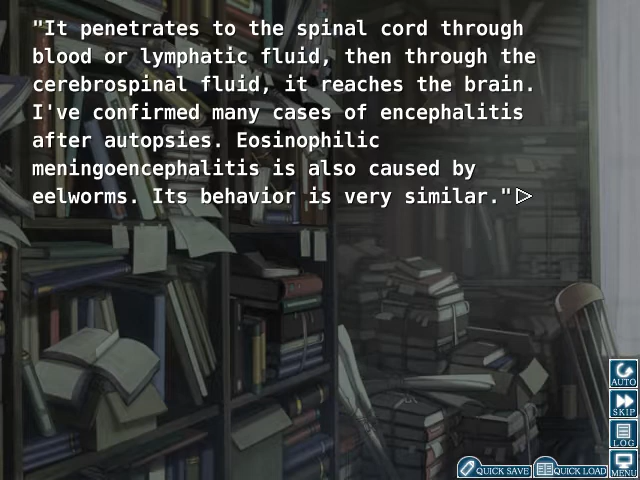 "It penetrates to the spinal cord through
blood or lymphatic fluid, then through the
cerebrospinal fluid, it reaches the brain.
I've confirmed many cases of encephalitis
after autopsies. Eosinophilic
meningoencephalitis is also caused by
eelworms. Its behavior is very similar."
AUTO
SKIP
LOG
MENU
QUICK SAVE
QUICK LOAD